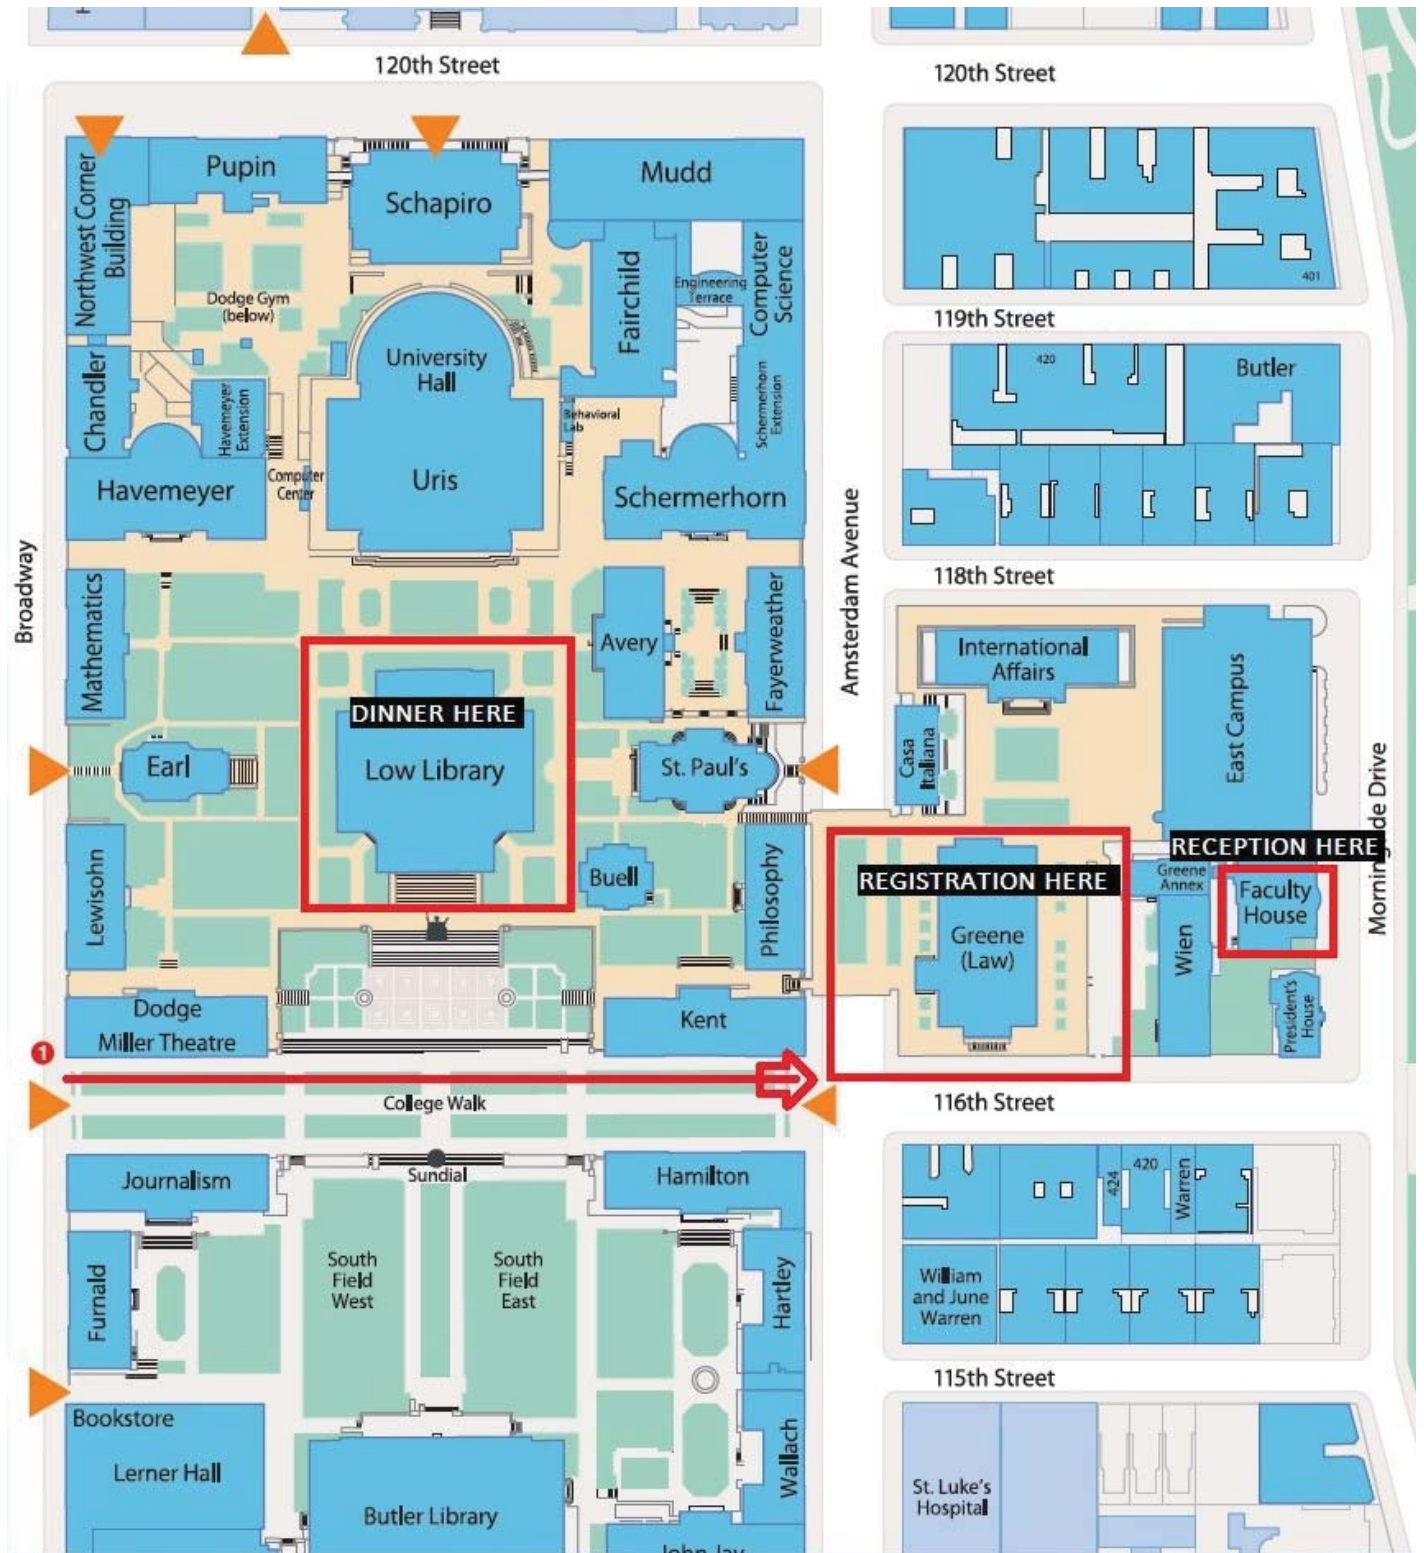 120th Street
120th Street
Northwest Corner
Building
Pupin
Schapiro
Mudd
Dodge Gym
(below)
Fairchild
Engineering
Terrace
Computer
Science
401
119th Street
Chandler
Havemeyer
Extension
University
Hall
Behavioral
Lab
Schermerhorn
Extension
420
Butler
Havemeyer
Computer
Center
Uris
Schermerhorn
Broadway
Amsterdam Avenue
118th Street
Mathematics
Avery
Fayerweather
International
Affairs
East Campus
DINNER HERE
Earl
Low Library
St. Paul's
Casa
Italiana
Morningside Drive
RECEPTION HERE
Lewisohn
Buell
Philosophy
REGISTRATION HERE
Greene
Annex
Faculty
House
Greene
(Law)
Wien
President's
House
Dodge
Miller Theatre
Kent
1
College Walk
116th Street
Journalism
Sundial
Hamilton
424
420
Warren
Furnald
South
Field
West
South
Field
East
Hartley
William
and June
Warren
115th Street
Bookstore
Lerner Hall
Butler Library
Wallach
St. Luke's
Hospital
John Jay